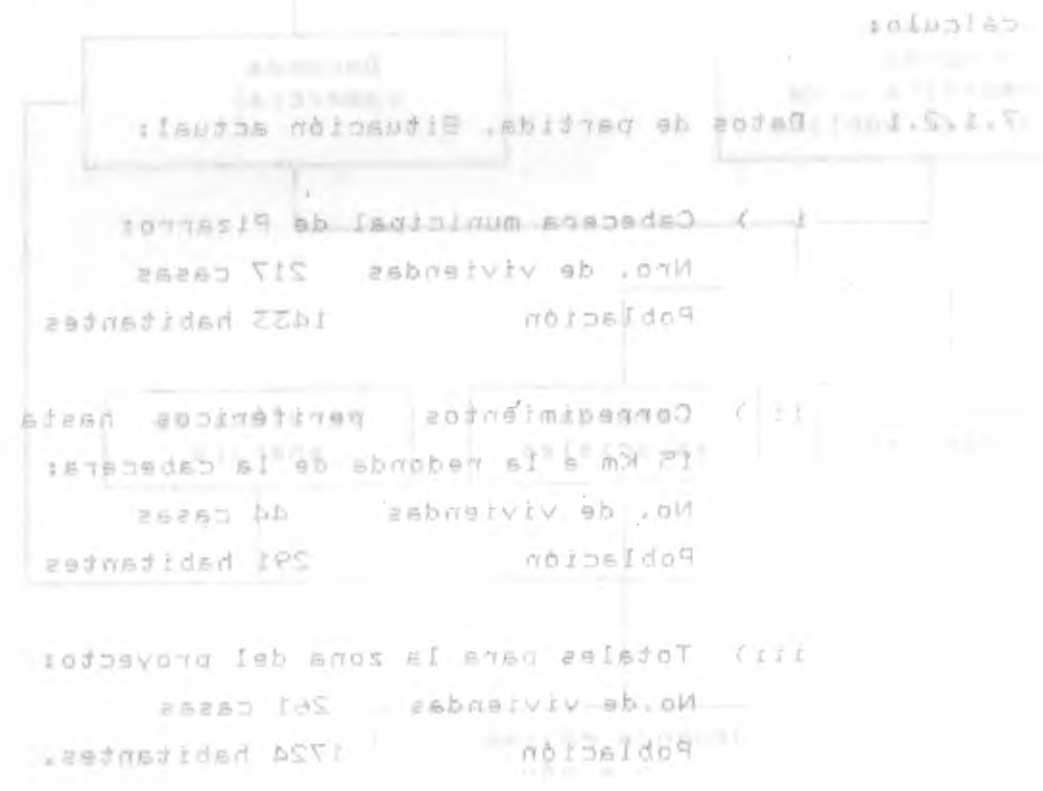 cálculo:
7.1.2.1 Datos de partida. Situación actual:
i ) Cabecera municipal de Pizarro:
Nro. de viviendas 217 casas
Población 1433 habitantes
ii ) Corregimientos periféricos hasta
15 Km a la redonda de la cabecera:
No. de viviendas 44 casas
Población 291 habitantes
iii) Totales para la zona del proyecto:
No.de viviendas 261 casas
Población 1724 habitantes.
Demanda
comercial